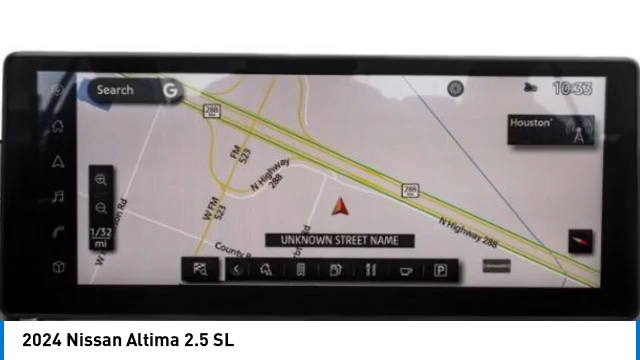 Search
G
10:33
288
Houston*
FM
523
N Highway
288
288
W FM
523
N Highway 288
1/32
mi
Rd
County
UNKNOWN STREET NAME
P
2024 Nissan Altima 2.5 SL